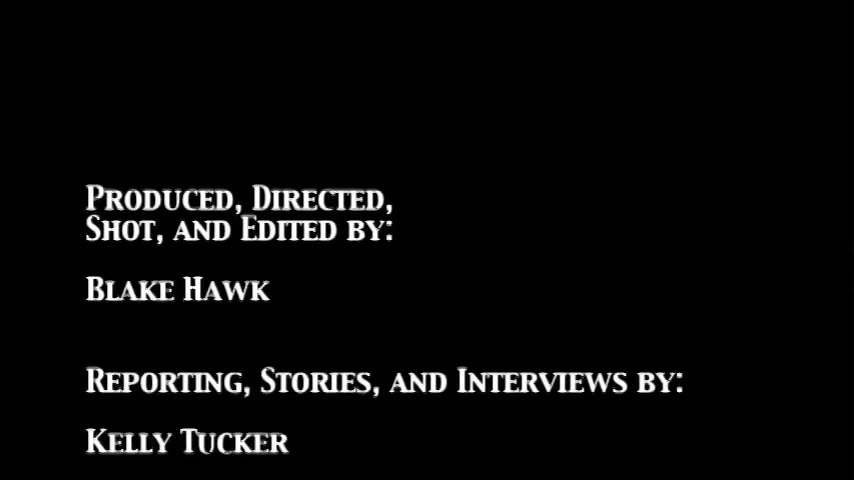 Produced, Directed,
Shot, and Edited by:
Blake Hawk
Reporting, Stories, and Interviews by:
Kelly Tucker